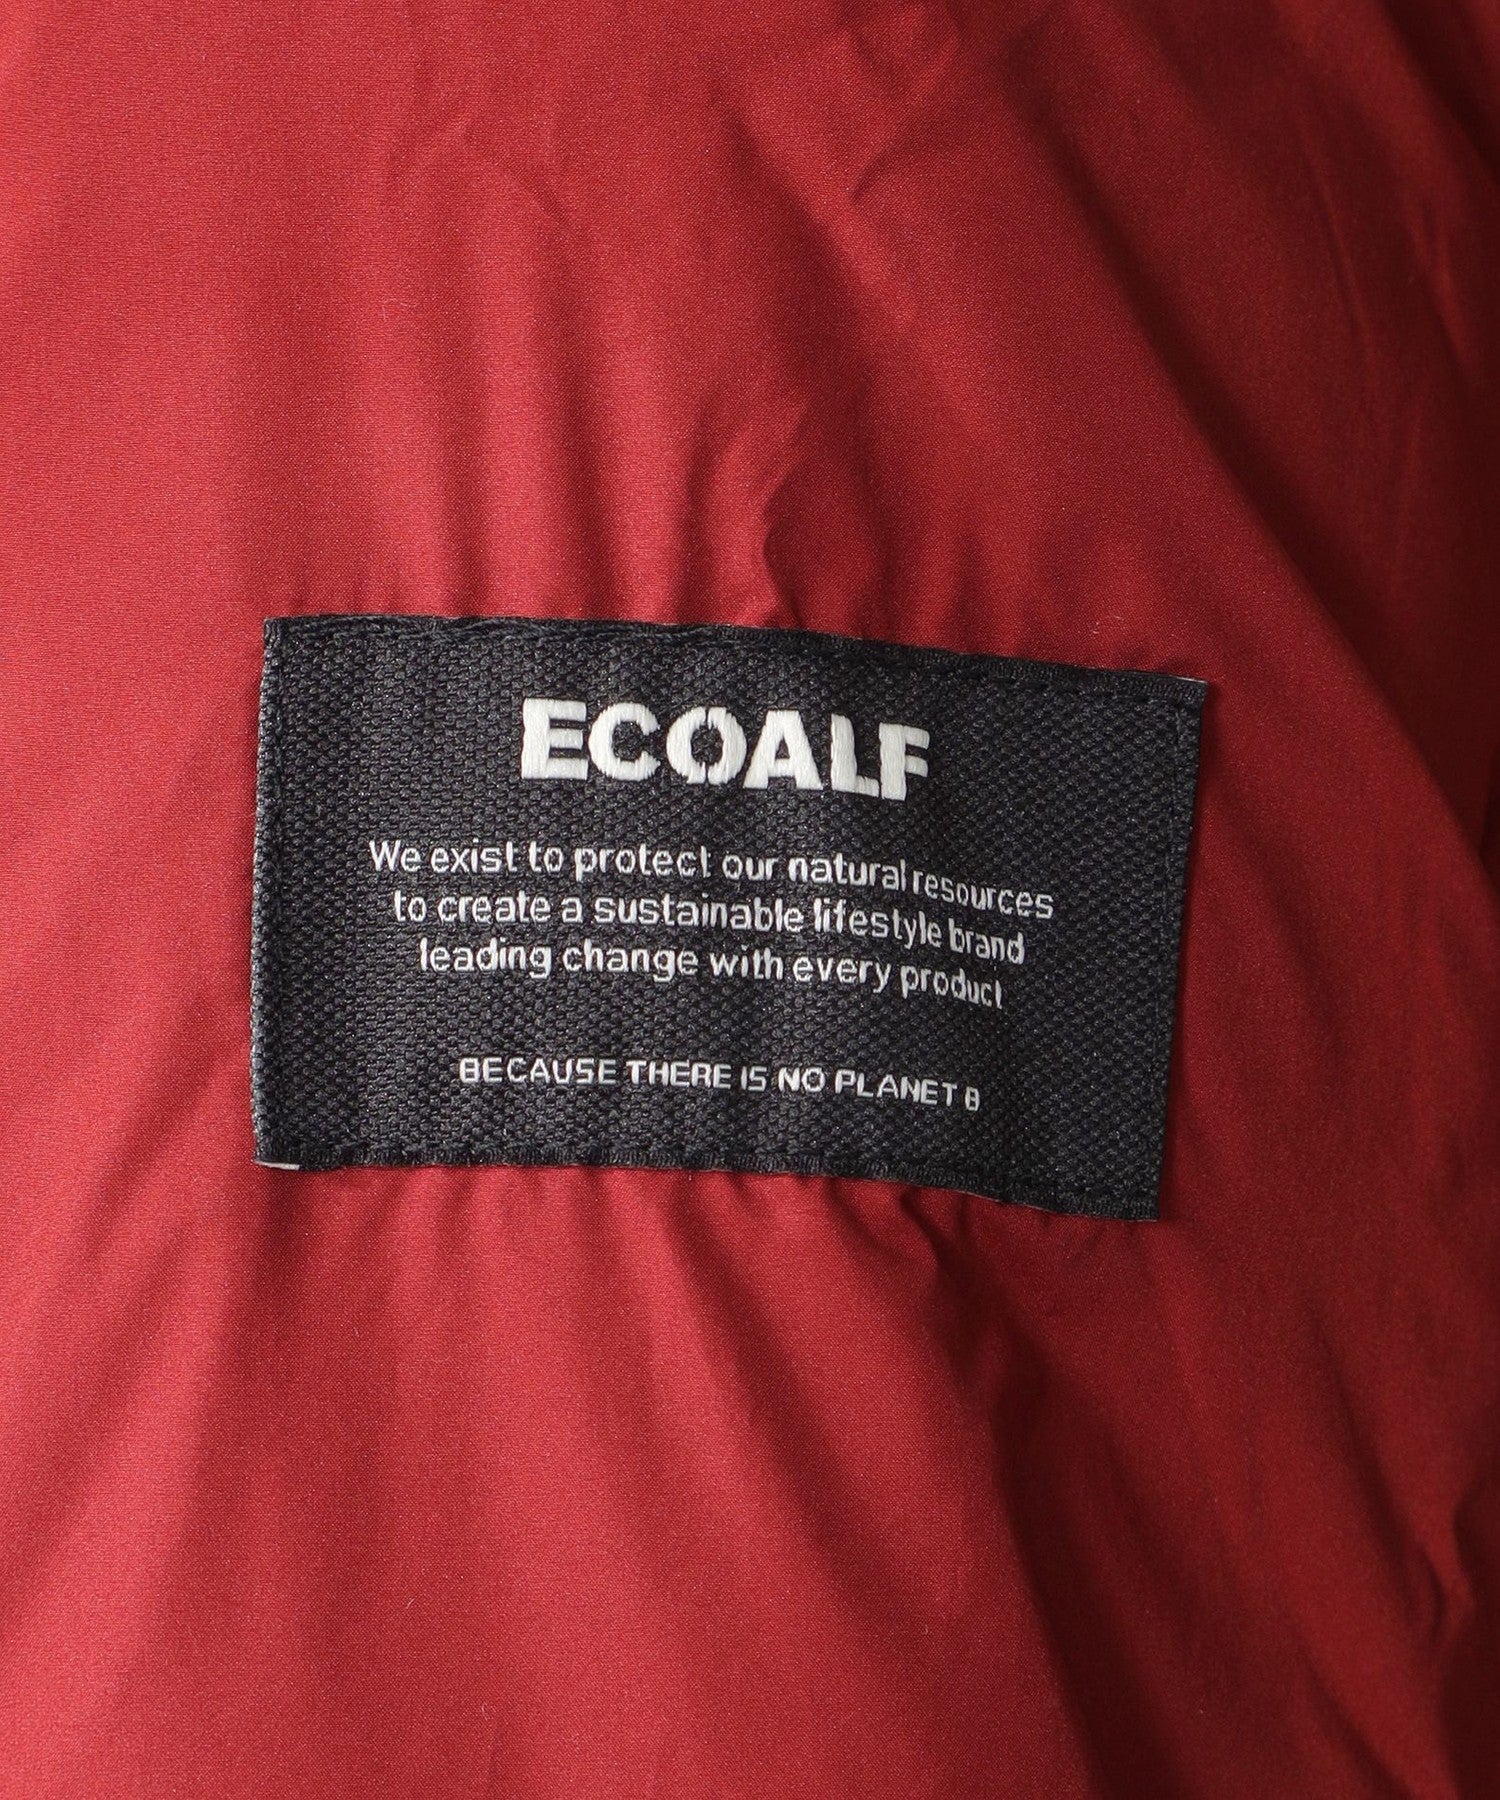 ECOALF
We exist to protect our natural resources
to create a sustainable lifestyle brand
leading change with every product
BECAUSE THERE IS NO PLANET B